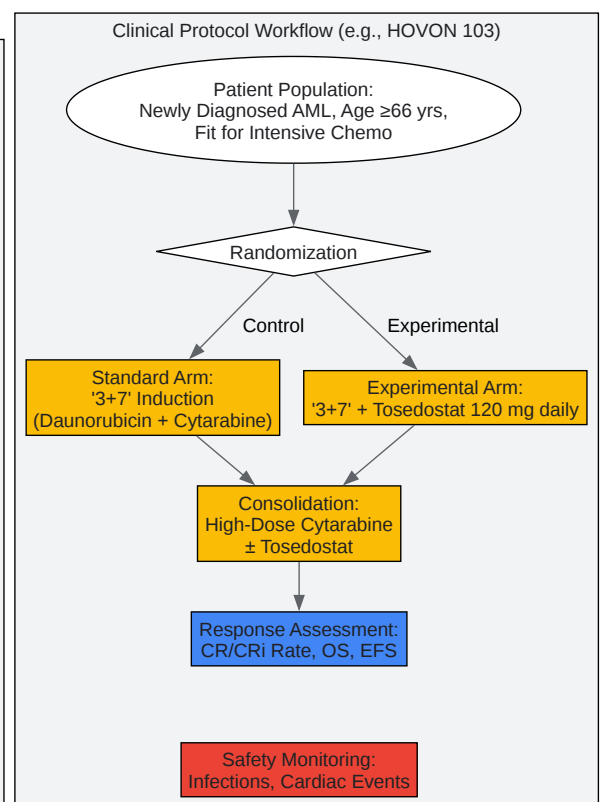 Clinical Protocol Workflow (e.g., HOVON 103)
Patient Population:
Newly Diagnosed AML, Age ≥66 yrs,
Fit for Intensive Chemo
Randomization
Control
Experimental
Standard Arm:
'3+7' Induction
(Daunorubicin + Cytarabine)
Experimental Arm:
'3+7' + Tosedostat 120 mg daily
Consolidation:
High-Dose Cytarabine
± Tosedostat
Response Assessment:
CR/CRi Rate, OS, EFS
Safety Monitoring:
Infections, Cardiac Events